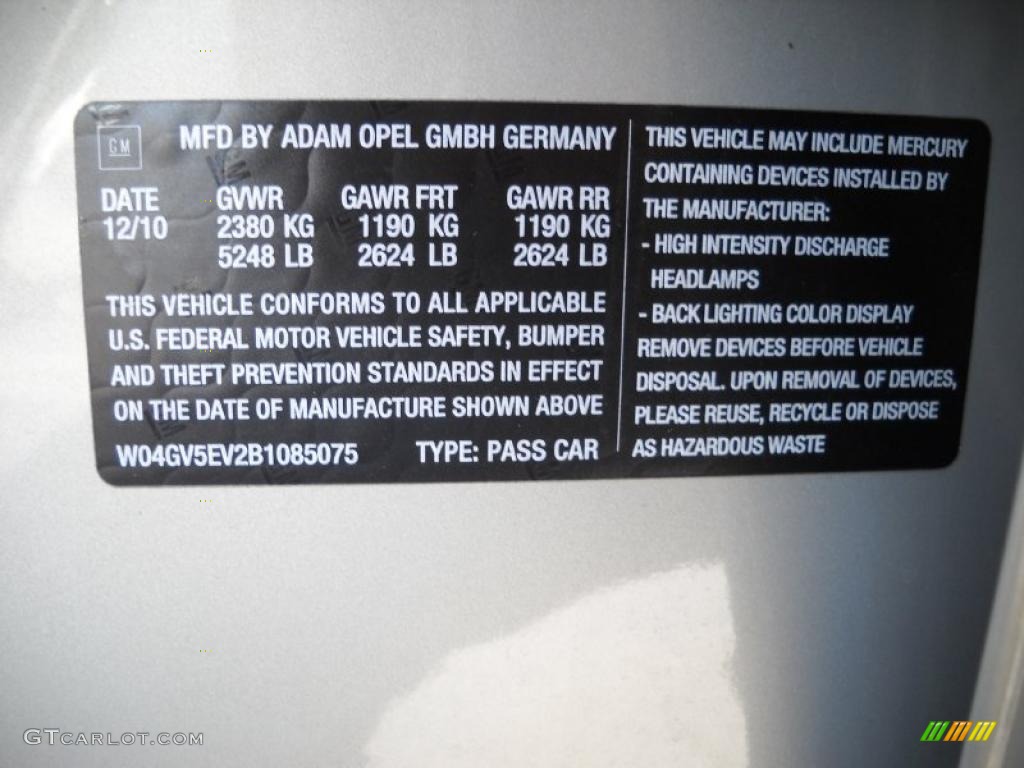 GM
MFD BY ADAM OPEL GMBH GERMANY
DATE GVWR GAWR FRT GAWR RR
12/10 2380 KG 1190 KG 1190 KG
5248 LB 2624 LB 2624 LB
THIS VEHICLE CONFORMS TO ALL APPLICABLE
U.S. FEDERAL MOTOR VEHICLE SAFETY, BUMPER
AND THEFT PREVENTION STANDARDS IN EFFECT
ON THE DATE OF MANUFACTURE SHOWN ABOVE
W04GV5EV2B1085075 TYPE: PASS CAR
THIS VEHICLE MAY INCLUDE MERCURY
CONTAINING DEVICES INSTALLED BY
THE MANUFACTURER:
- HIGH INTENSITY DISCHARGE
HEADLAMPS
- BACK LIGHTING COLOR DISPLAY
REMOVE DEVICES BEFORE VEHICLE
DISPOSAL. UPON REMOVAL OF DEVICES,
PLEASE REUSE, RECYCLE OR DISPOSE
AS HAZARDOUS WASTE
GTCARLOT.COM